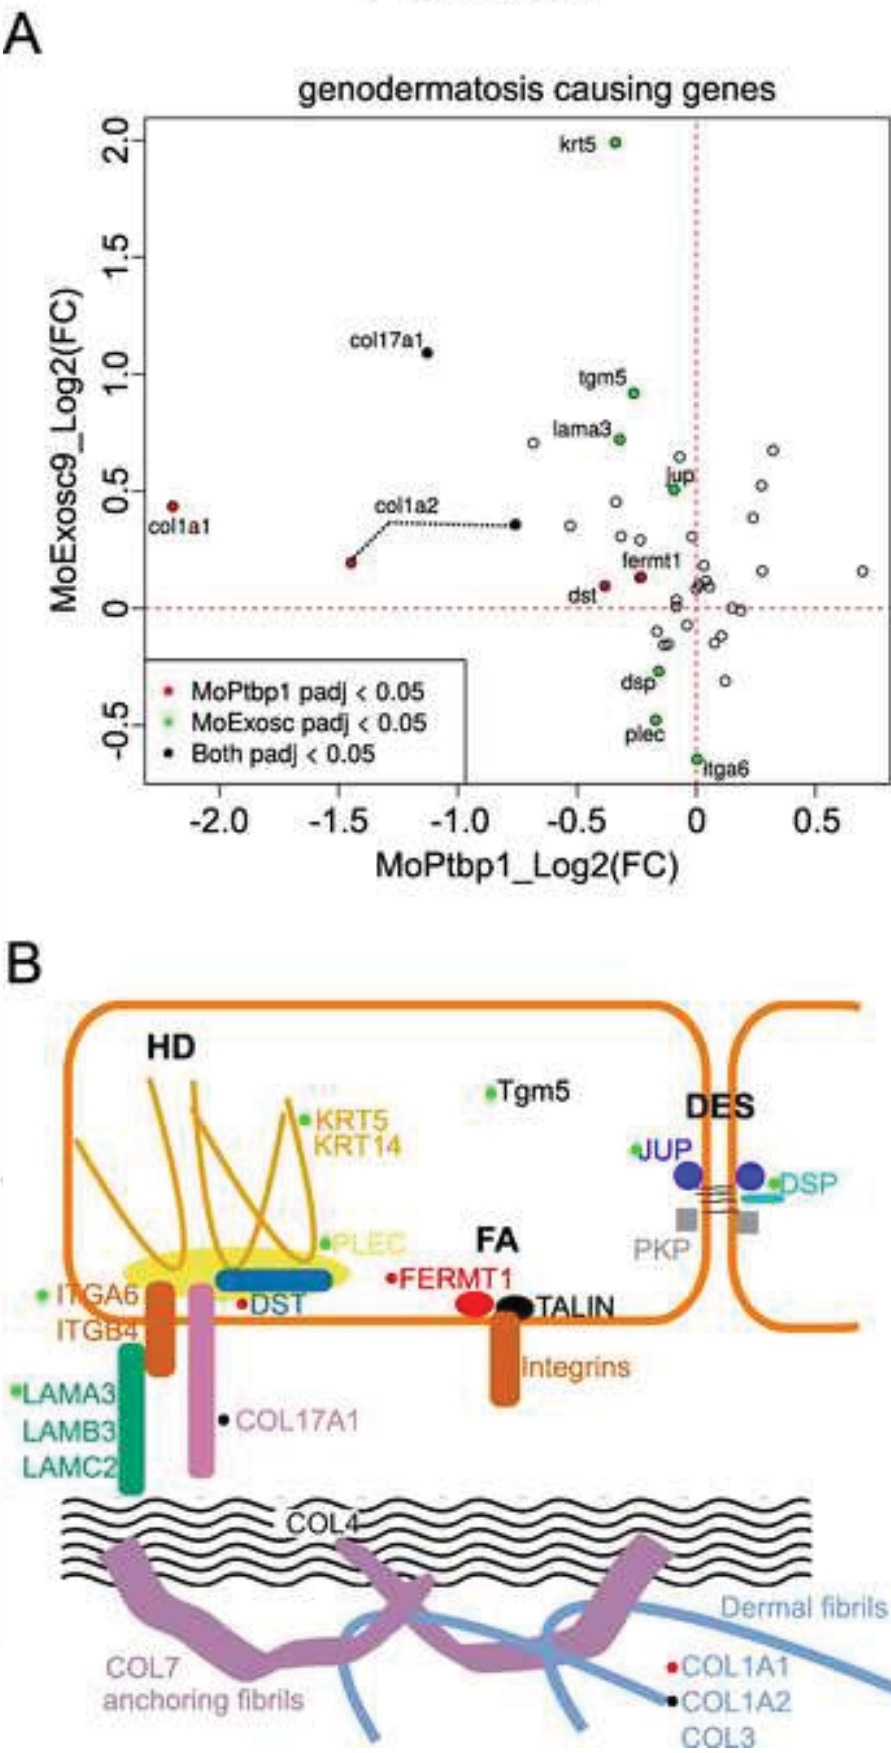 A
genodermatosis causing genes
2.0
krt5
1.5
col17a1
1.0
tgm5
lama3
jup
0.5
col1a2
col1a1
fermt1
dst
0
dsp
-0.5
plec
itga6
MoPtbp1 padj < 0.05
MoExosc padj < 0.05
Both padj < 0.05
MoExosc9_Log2(FC)
-2.0 -1.5 -1.0 -0.5 0 0.5
MoPtbp1_Log2(FC)
B
HD
Tgm5
DES
KRT5
KRT14
JUP
DSP
PLEC
FA
PKP
FERMT1
ITGA6
DST
TALIN
ITGB4
Integrins
LAMA3
COL17A1
LAMB3
LAMC2
COL4
Dermal fibrils
COL7
anchoring fibrils
COL1A1
COL1A2
COL3